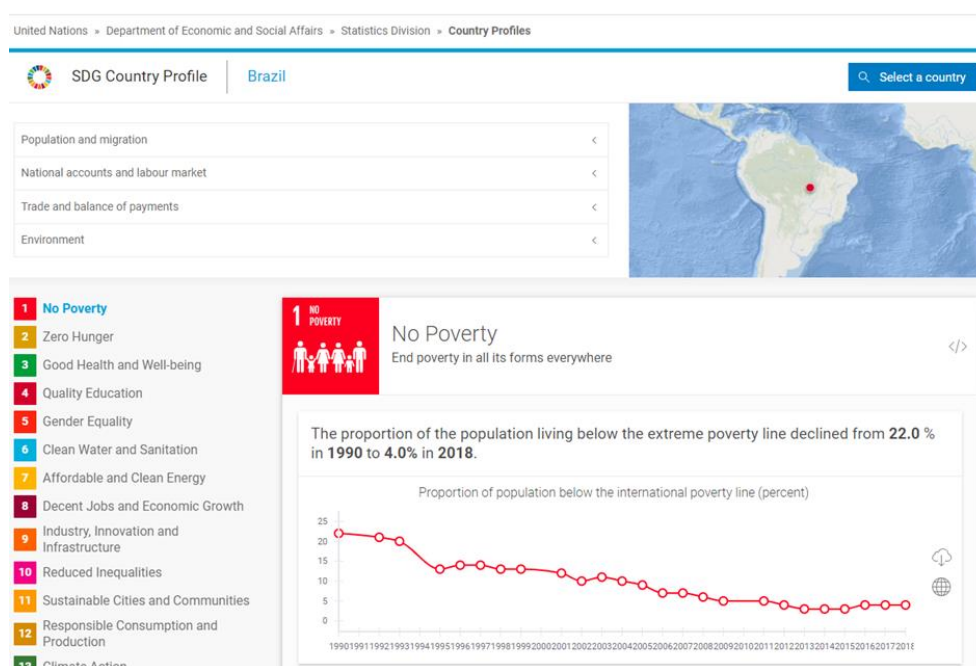 United Nations » Department of Economic and Social Affairs » Statistics Division » Country Profiles
SDG Country Profile
Brazil
Select a country
Population and migration
National accounts and labour market
Trade and balance of payments
Environment
1 No Poverty
2 Zero Hunger
3 Good Health and Well-being
4 Quality Education
5 Gender Equality
6 Clean Water and Sanitation
7 Affordable and Clean Energy
8 Decent Jobs and Economic Growth
9 Industry, Innovation and
Infrastructure
10 Reduced Inequalities
11 Sustainable Cities and Communities
12 Responsible Consumption and
Production
13 Climate Action
1 NO
POVERTY
No Poverty
End poverty in all its forms everywhere
</>
The proportion of the population living below the extreme poverty line declined from 22.0 %
in 1990 to 4.0% in 2018.
Proportion of population below the international poverty line (percent)
25
20
15
10
5
0
19901991199219931994199519961997199819992000200120022003200420052006200720082009201020112012201320142015201620172018